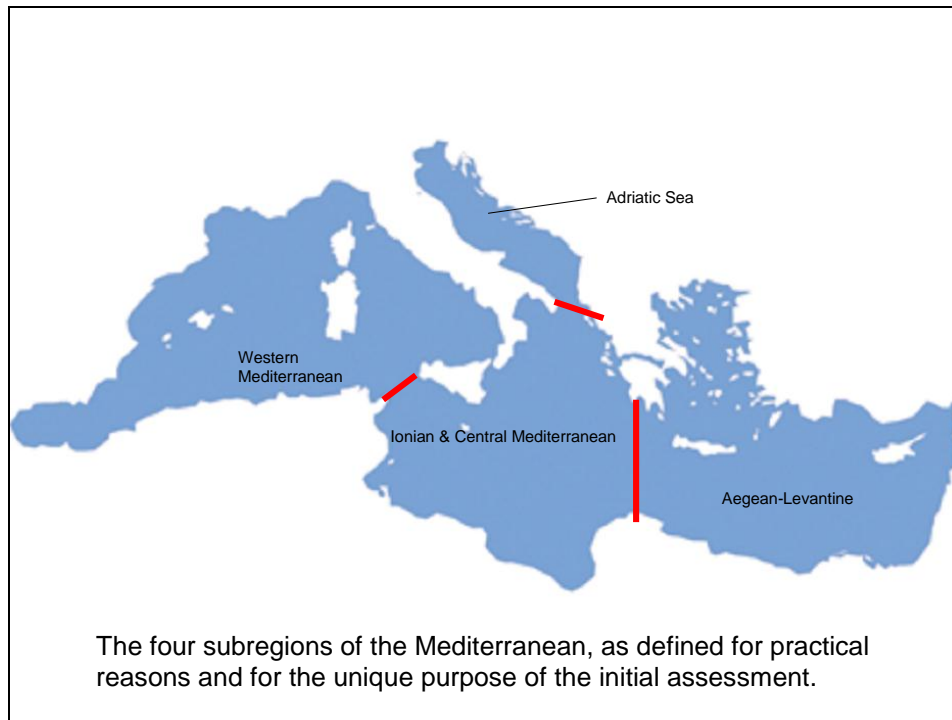 Adriatic Sea
Western
Mediterranean
Ionian & Central Mediterranean
Aegean-Levantine
The four subregions of the Mediterranean, as defined for practical
reasons and for the unique purpose of the initial assessment.